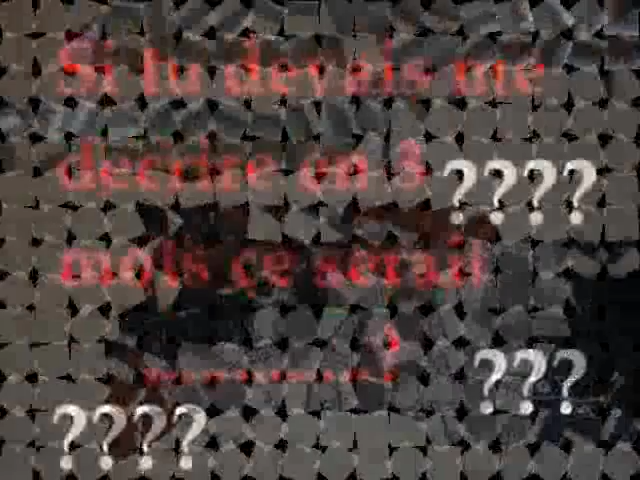 Si tu devais me
decrire en 3
????
mots ce serait
............?
???
????